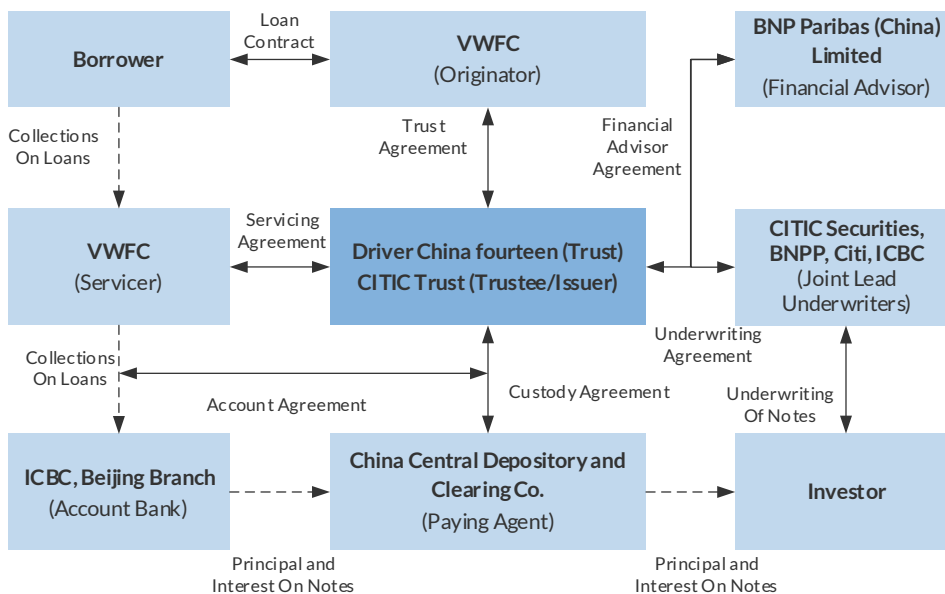 Borrower
Loan
Contract
VWFC
(Originator)
BNP Paribas (China)
Limited
(Financial Advisor)
Collections
On Loans
Trust
Agreement
Financial
Advisor
Agreement
VWFC
(Servicer)
Servicing
Agreement
Driver China fourteen (Trust)
CITIC Trust (Trustee/Issuer)
CITIC Securities,
BNPP, Citi, ICBC
(Joint Lead
Underwriters)
Collections
On Loans
Account Agreement
Custody Agreement
Underwriting
Agreement
Underwriting
Of Notes
ICBC, Beijing Branch
(Account Bank)
China Central Depository and
Clearing Co.
(Paying Agent)
Investor
Principal and
Interest On Notes
Principal and
Interest On Notes